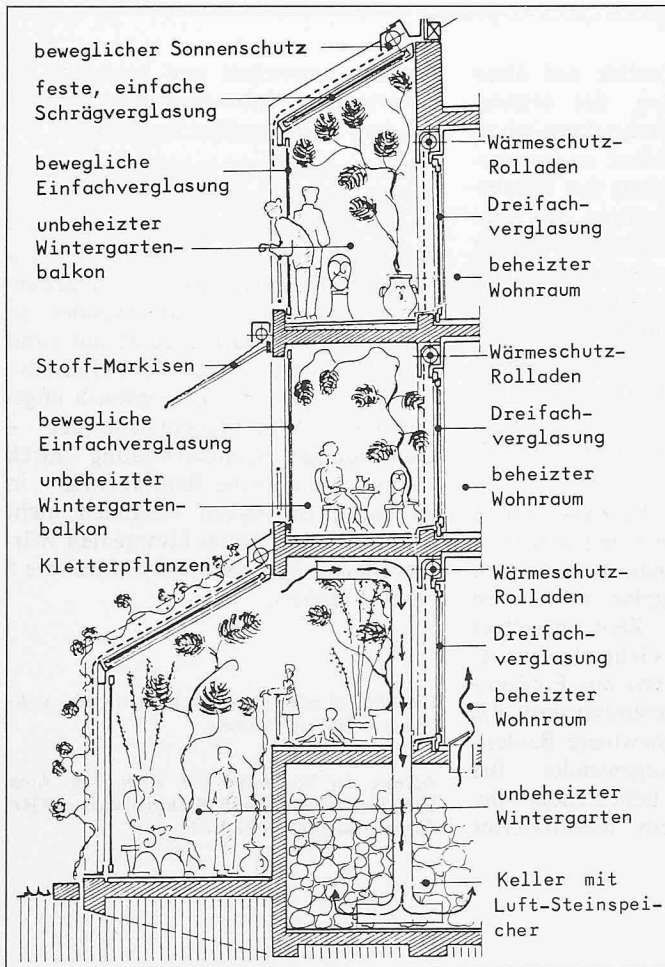 beweglicher Sonnenschutz
feste, einfache
Schrägverglasung
bewegliche
Einfachverglasung
unbeheizter
Wintergarten-
balkon
Stoff-Markisen
bewegliche
Einfachverglasung
unbeheizter
Wintergarten-
balkon
Kletterpflanzen
Wärmeschutz-
Rolladen
Dreifach-
verglasung
beheizter
Wohnraum
Wärmeschutz-
Rolladen
Dreifach-
verglasung
beheizter
Wohnraum
Wärmeschutz-
Rolladen
Dreifach-
verglasung
beheizter
Wohnraum
unbeheizter
Wintergarten
Keller mit
Luft-Steinspei-
cher